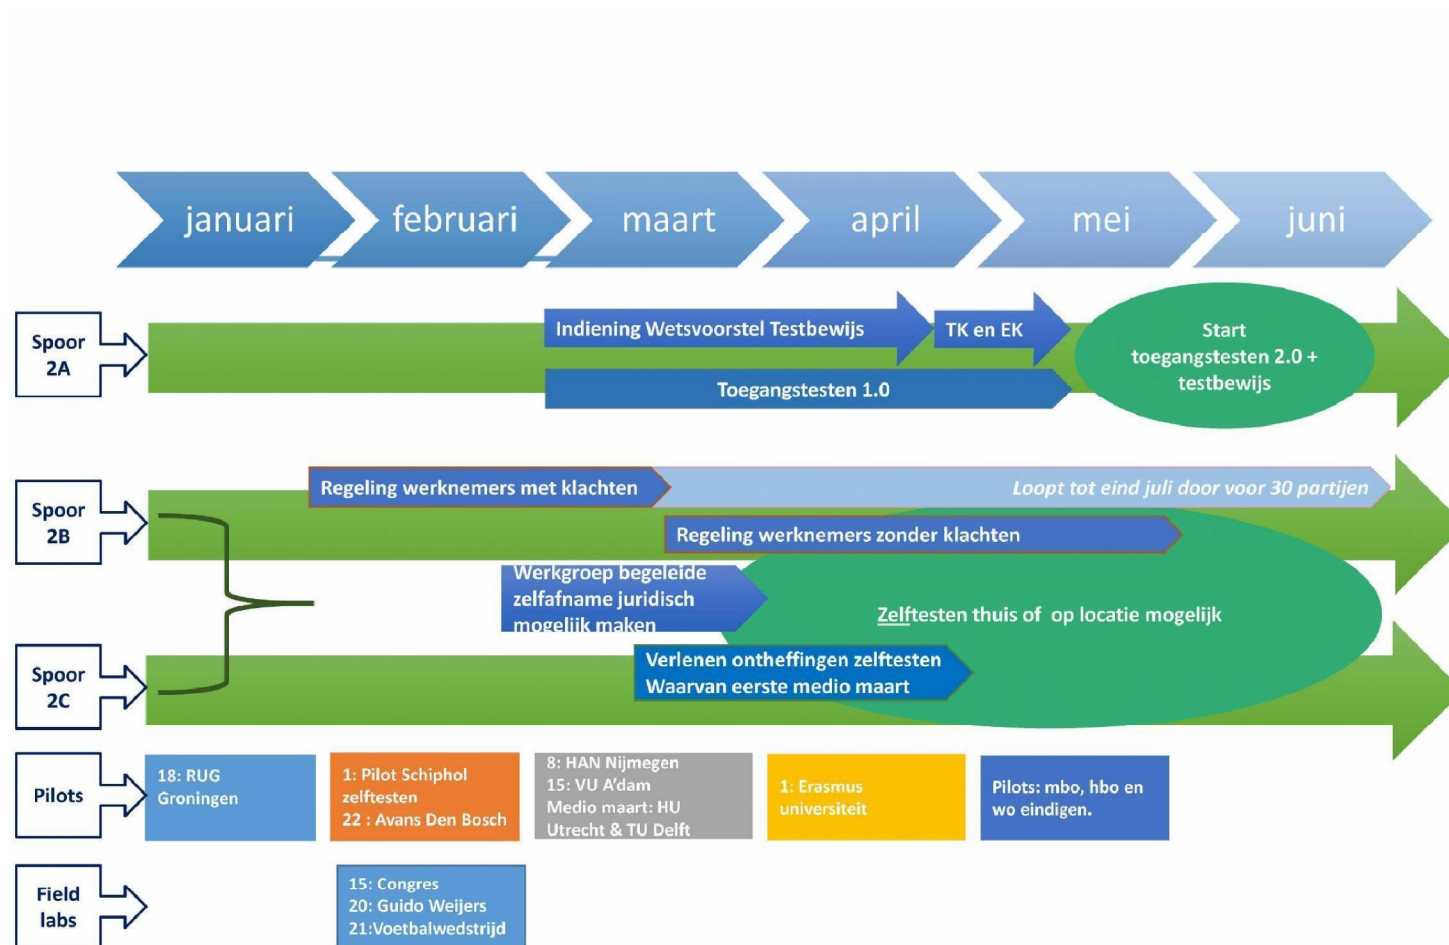 januari
februari
maart
april
mei
juni
Spoor
2A
Indiening Wetsvoorstel Testbewijs
TK en EK
Toegangstesten 1.0
Start
toegangstesten 2.0 +
testbewijs
Spoor
2B
Regeling werknemers met klachten
Loopt tot eind juli door voor 30 partijen
Regeling werknemers zonder klachten
Werkgroep begeleide
zelfafname juridisch
mogelijk maken
Zelftesten thuis of op locatie mogelijk
Spoor
2C
Verlenen ontheffingen zelftesten
Waarvan eerste medio maart
Pilots
18: RUG
Groningen
1: Pilot Schiphol
zelftesten
22 : Avans Den Bosch
8: HAN Nijmegen
15: VU A’dam
Medio maart: HU
Utrecht & TU Delft
1: Erasmus
universiteit
Pilots: mbo, hbo en
wo eindigen.
Field
labs
15: Congres
20: Guido Weijers
21:Voetbalwedstrijd